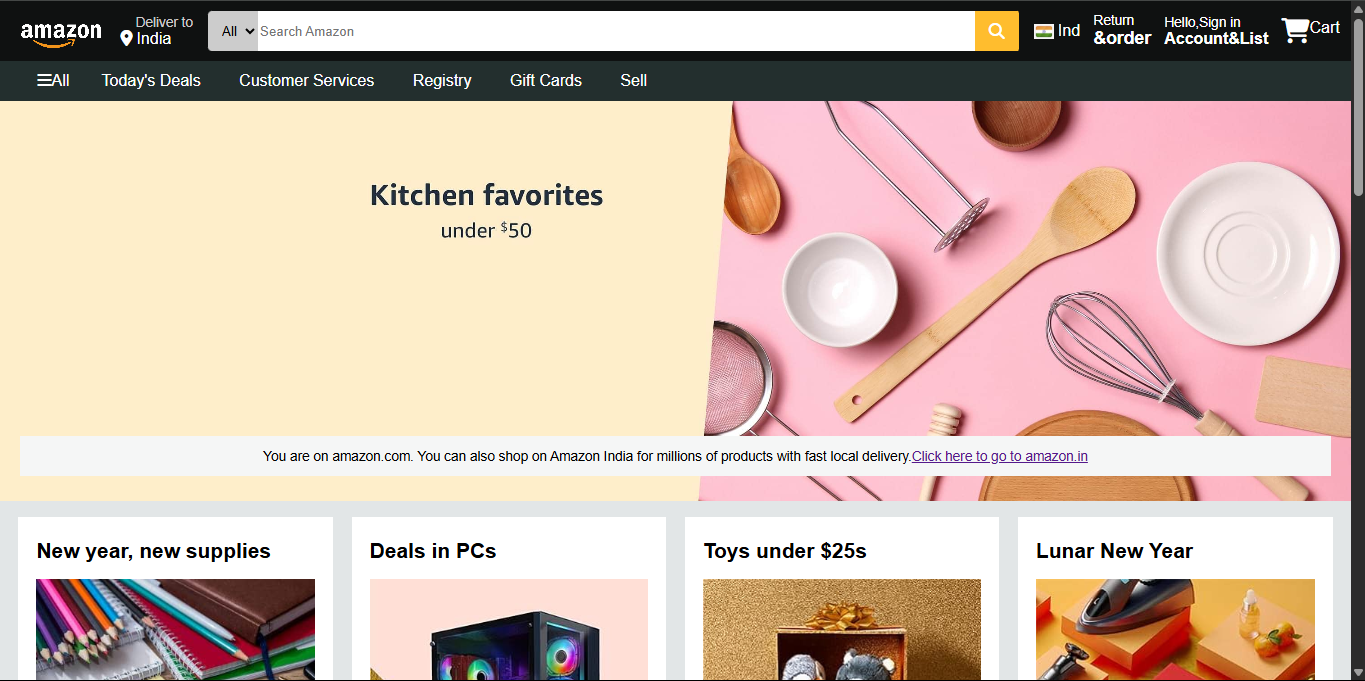 amazon
Deliver to
India
All
Search Amazon
Ind
Return
&order
Hello,Sign in
Account&List
Cart
All
Today's Deals
Customer Services
Registry
Gift Cards
Sell
Kitchen favorites
under $50
You are on amazon.com. You can also shop on Amazon India for millions of products with fast local delivery.Click here to go to amazon.in
New year, new supplies
Deals in PCs
Toys under $25s
Lunar New Year